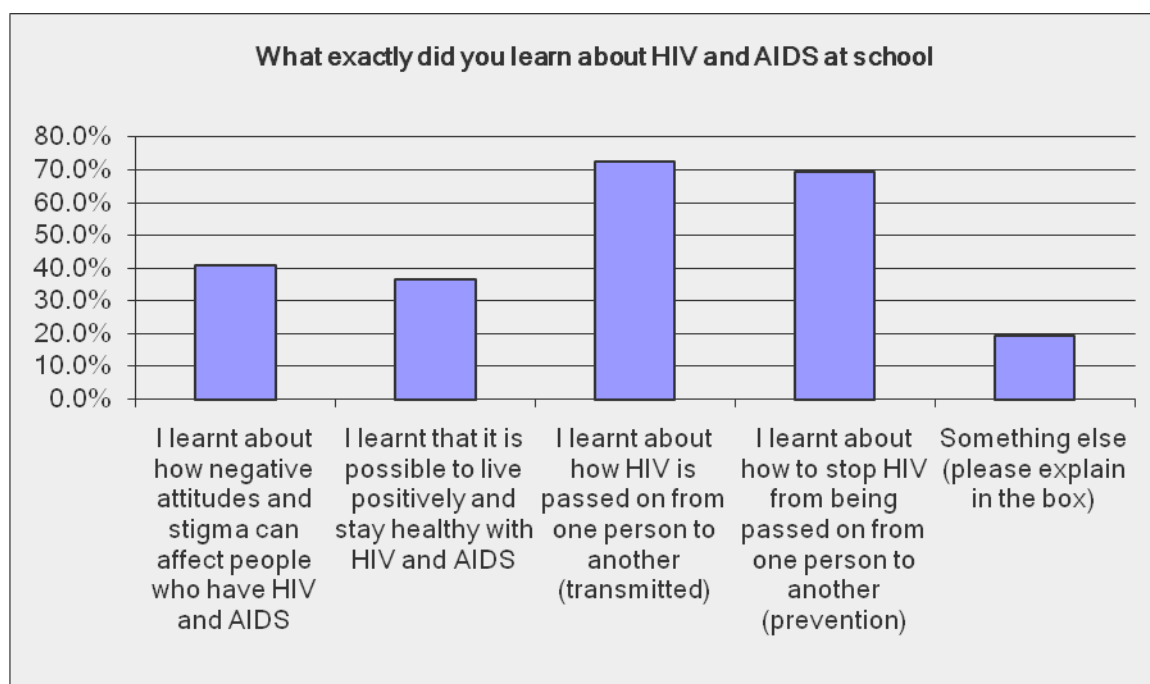 What exactly did you learn about HIV and AIDS at school
80.0%
70.0%
60.0%
50.0%
40.0%
30.0%
20.0%
10.0%
0.0%
I learnt about
how negative
attitudes and
stigma can
affect people
who have HIV
and AIDS
I learnt that it is
possible to live
positively and
stay healthy with
HIV and AIDS
I learnt about
how HIV is
passed on from
one person to
another
(transmitted)
I learnt about
how to stop HIV
from being
passed on from
one person to
another
(prevention)
Something else
(please explain
in the box)